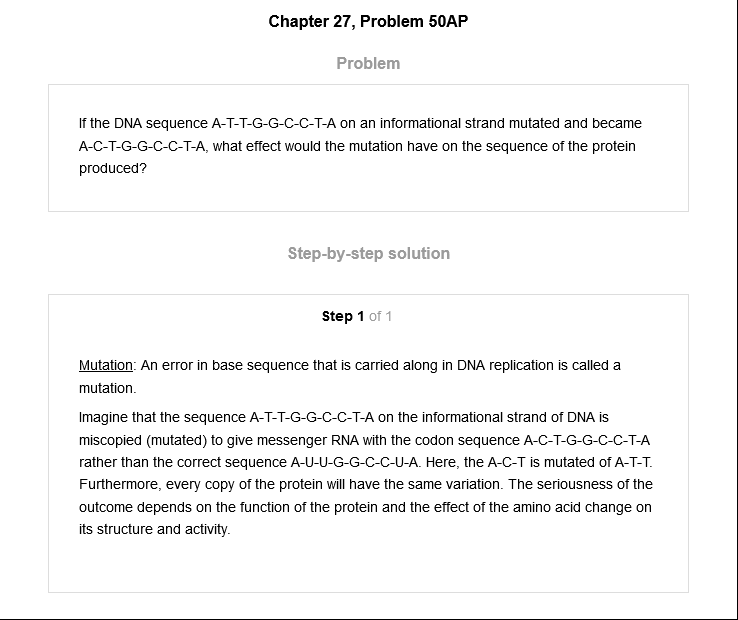 Chapter 27, Problem 50AP
Problem
If the DNA sequence A-T-T-G-G-C-C-T-A on an informational strand mutated and became
A-C-T-G-G-C-C-T-A, what effect would the mutation have on the sequence of the protein
produced?
Step-by-step solution
Step 1 of 1
Mutation: An error in base sequence that is carried along in DNA replication is called a
mutation.
Imagine that the sequence A-T-T-G-G-C-C-T-A on the informational strand of DNA is
miscopied (mutated) to give messenger RNA with the codon sequence A-C-T-G-G-C-C-T-A
rather than the correct sequence A-U-U-G-G-C-C-U-A. Here, the A-C-T is mutated of A-T-T.
Furthermore, every copy of the protein will have the same variation. The seriousness of the
outcome depends on the function of the protein and the effect of the amino acid change on
its structure and activity.